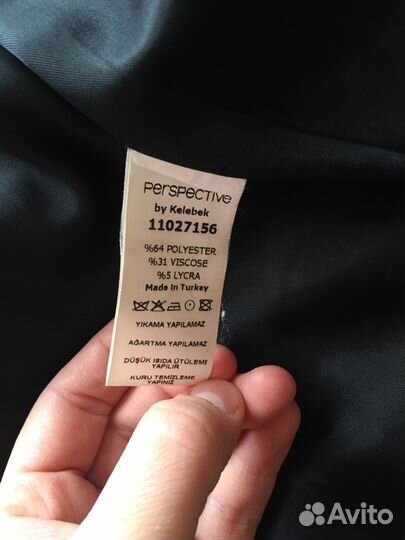 perspective
by Kelebek
11027156
%64 POLYESTER
%31 VISCOSE
%5 LYCRA
Made In Turkey
YIKAMA YAPILAMAZ
AĞARTMA YAPILAMAZ
DÜŞÜK ISIDA ÜTÜLEME
YAPILIR
KURU TEMİZLEME
YAPINIZ
Avito